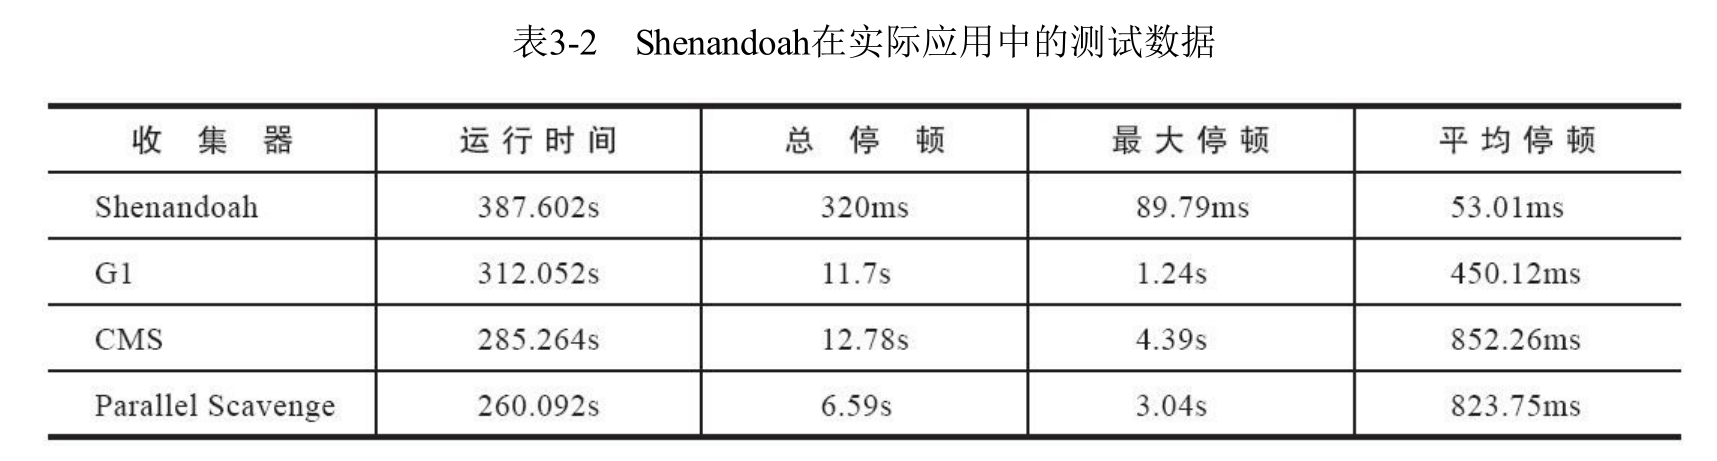 表3-2 Shenandoah在实际应用中的测试数据
收集器 运行时间 总停顿 最大停顿 平均停顿
Shenandoah 387.602s 320ms 89.79ms 53.01ms
G1 312.052s 11.7s 1.24s 450.12ms
CMS 285.264s 12.78s 4.39s 852.26ms
Parallel Scavenge 260.092s 6.59s 3.04s 823.75ms